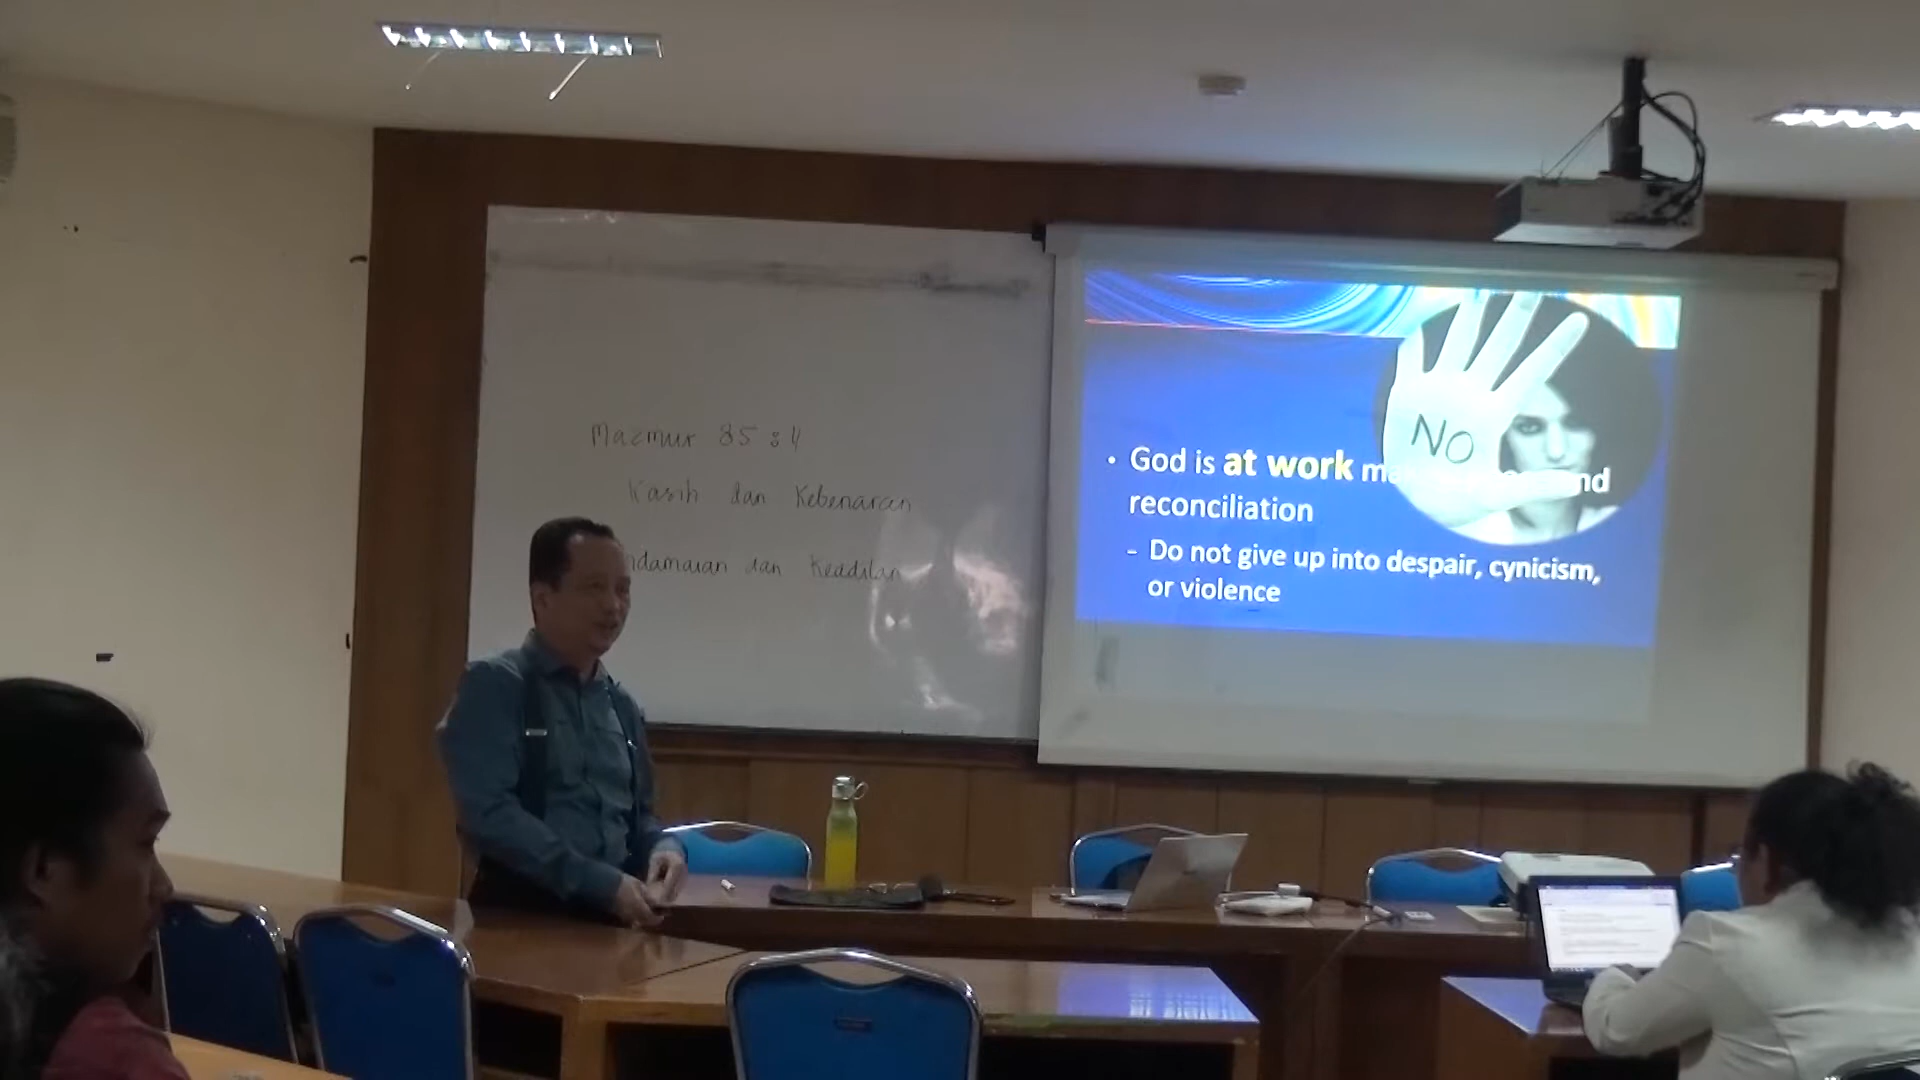 Mazmur 85 : 4
Kasih dan Kebenaran
damaian dan Keadilan
NO
• God is at work and
reconciliation
- Do not give up into despair, cynicism,
or violence